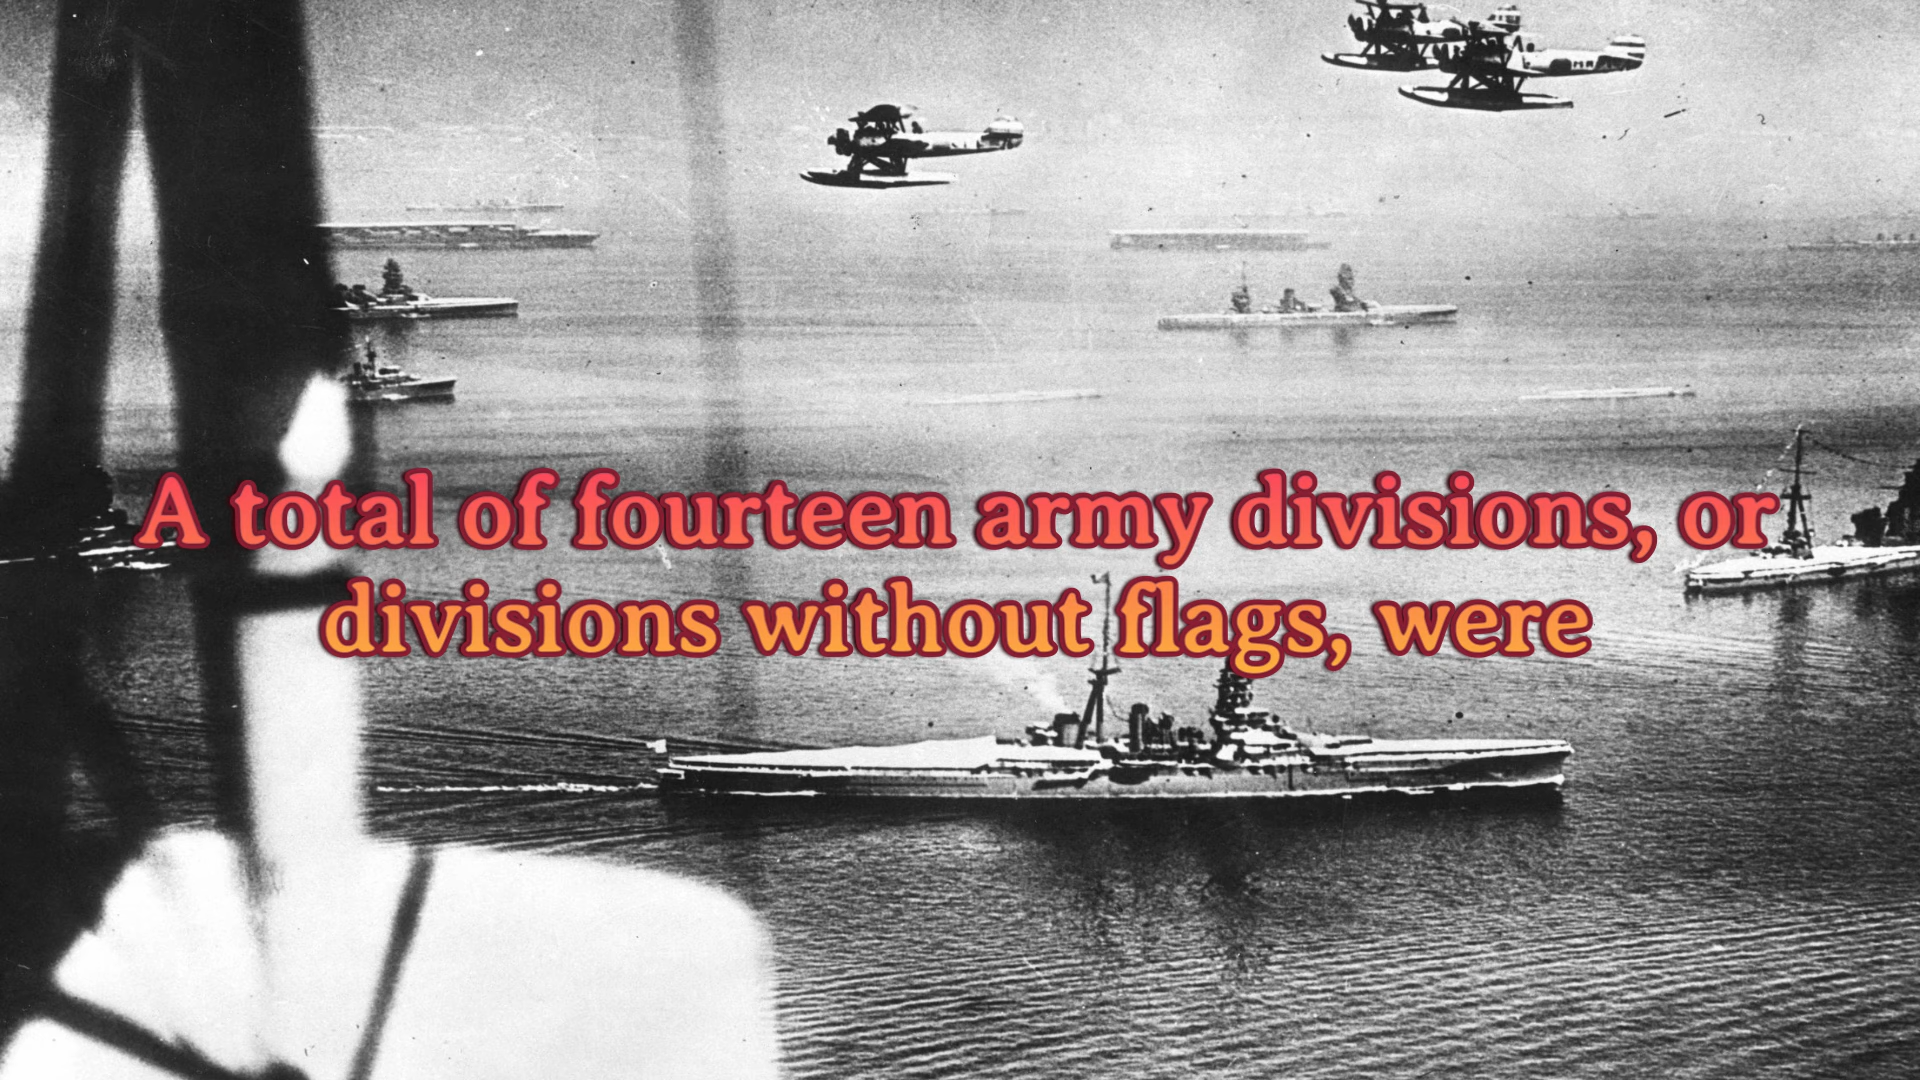 A total of fourteen army divisions, or
divisions without flags, were